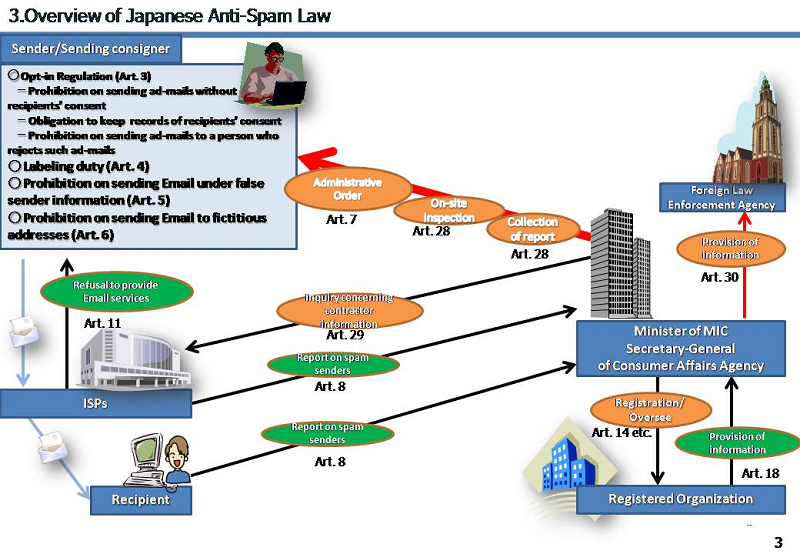 3.Overview of Japanese Anti-Spam Law
Sender/Sending consigner
○Opt-in Regulation (Art. 3)
－Prohibition on sending ad-mails without
recipients' consent
－Obligation to keep records of recipients' consent
－Prohibition on sending ad-mails to a person who
rejects such ad-mails
○Labeling duty (Art. 4)
○Prohibition on sending Email under false
sender information (Art. 5)
○Prohibition on sending Email to fictitious
addresses (Art. 6)
Administrative
Order
Art. 7
On-site
inspection
Art. 28
Collection
of report
Art. 28
Foreign Law
Enforcement Agency
Provision of
information
Art. 30
Refusal to provide
Email services
Art. 11
Inquiry concerning
contractor
information
Art. 29
Report on spam
senders
Art. 8
Minister of MIC
Secretary-General
of Consumer Affairs Agency
ISPs
Report on spam
senders
Art. 8
Registration/
Oversee
Art. 14 etc.
Provision of
information
Art. 18
Recipient
Registered Organization
3